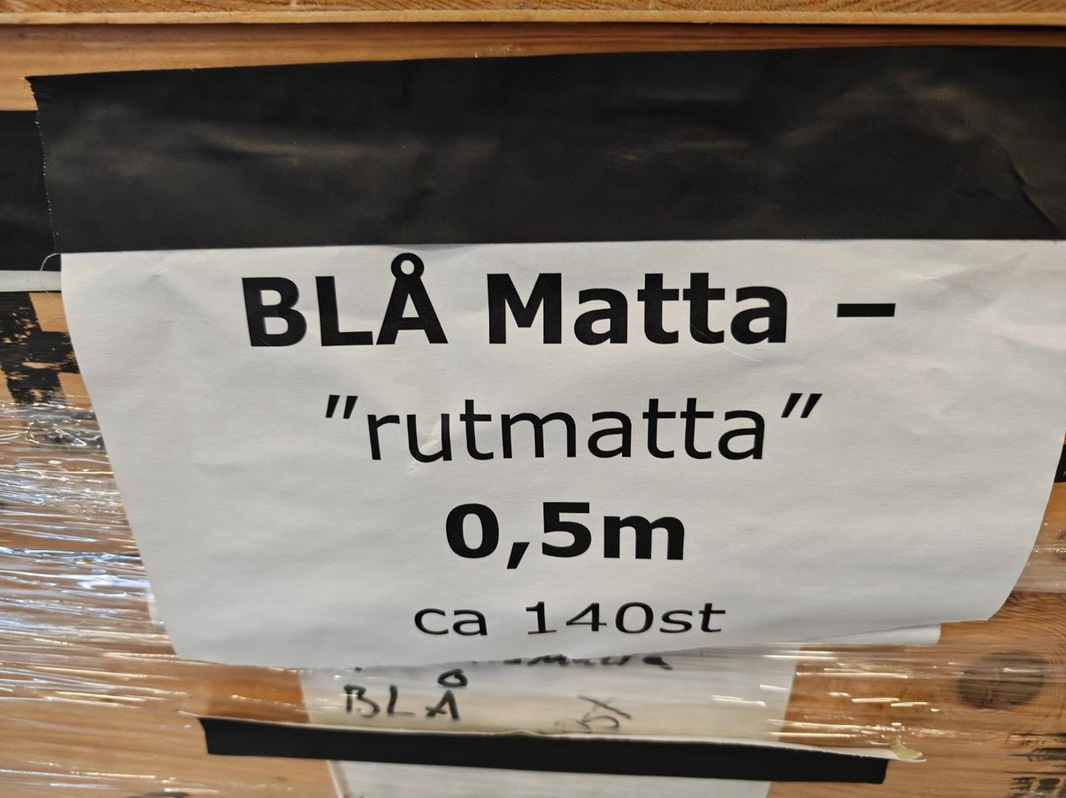 BLÅ Matta –
”rutmatta”
0,5m
ca 140st
BLÅ